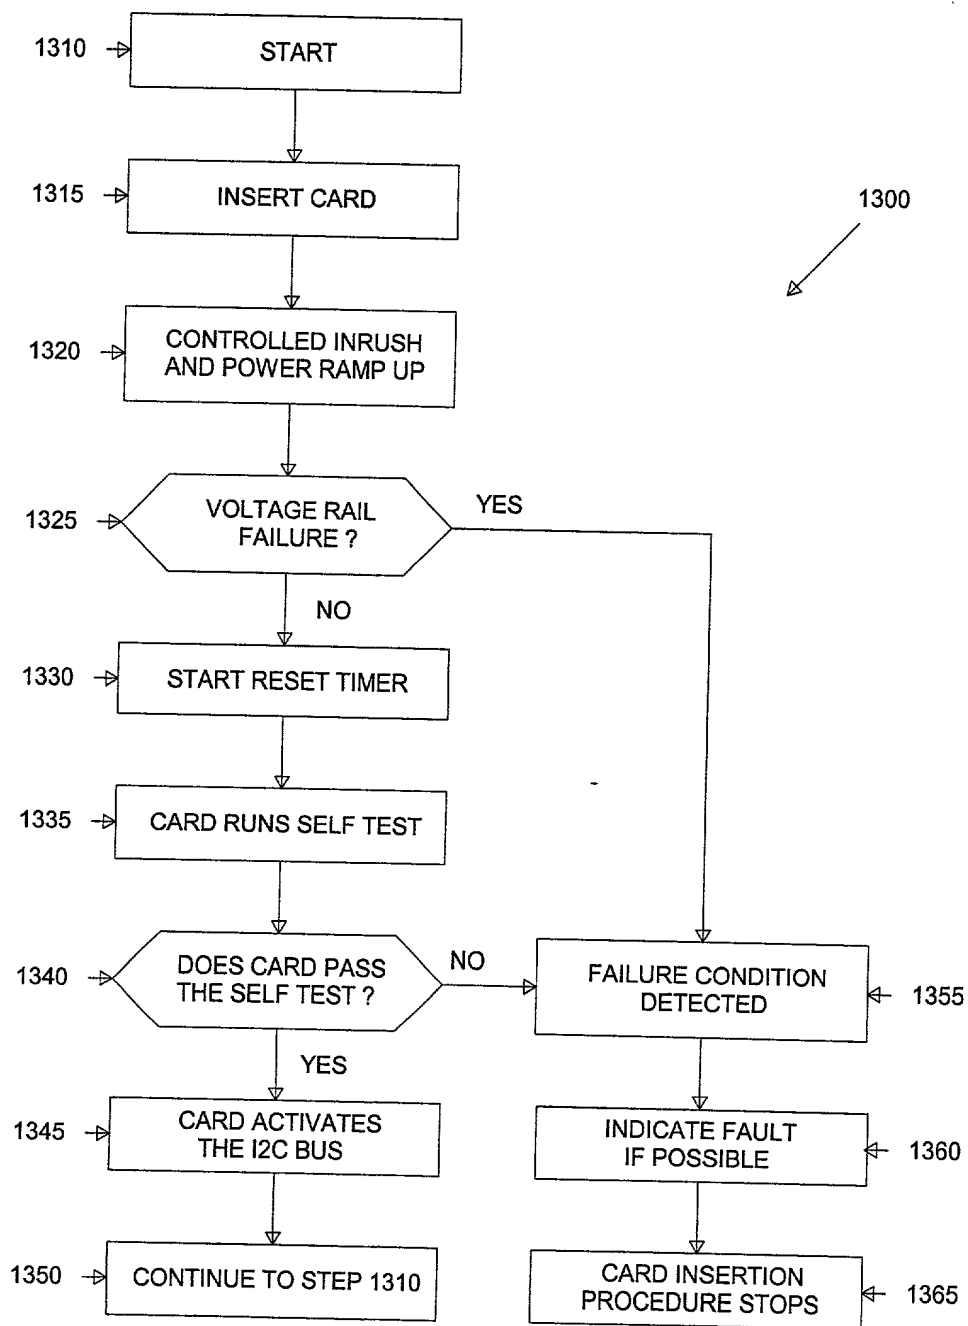 1310
START
1315
INSERT CARD
1300
1320
CONTROLLED INRUSH
AND POWER RAMP UP
1325
VOLTAGE RAIL
FAILURE ?
YES
NO
1330
START RESET TIMER
1335
CARD RUNS SELF TEST
1340
DOES CARD PASS
THE SELF TEST ?
NO
FAILURE CONDITION
DETECTED
1355
YES
1345
CARD ACTIVATES
THE I2C BUS
INDICATE FAULT
IF POSSIBLE
1360
1350
CONTINUE TO STEP 1310
CARD INSERTION
PROCEDURE STOPS
1365